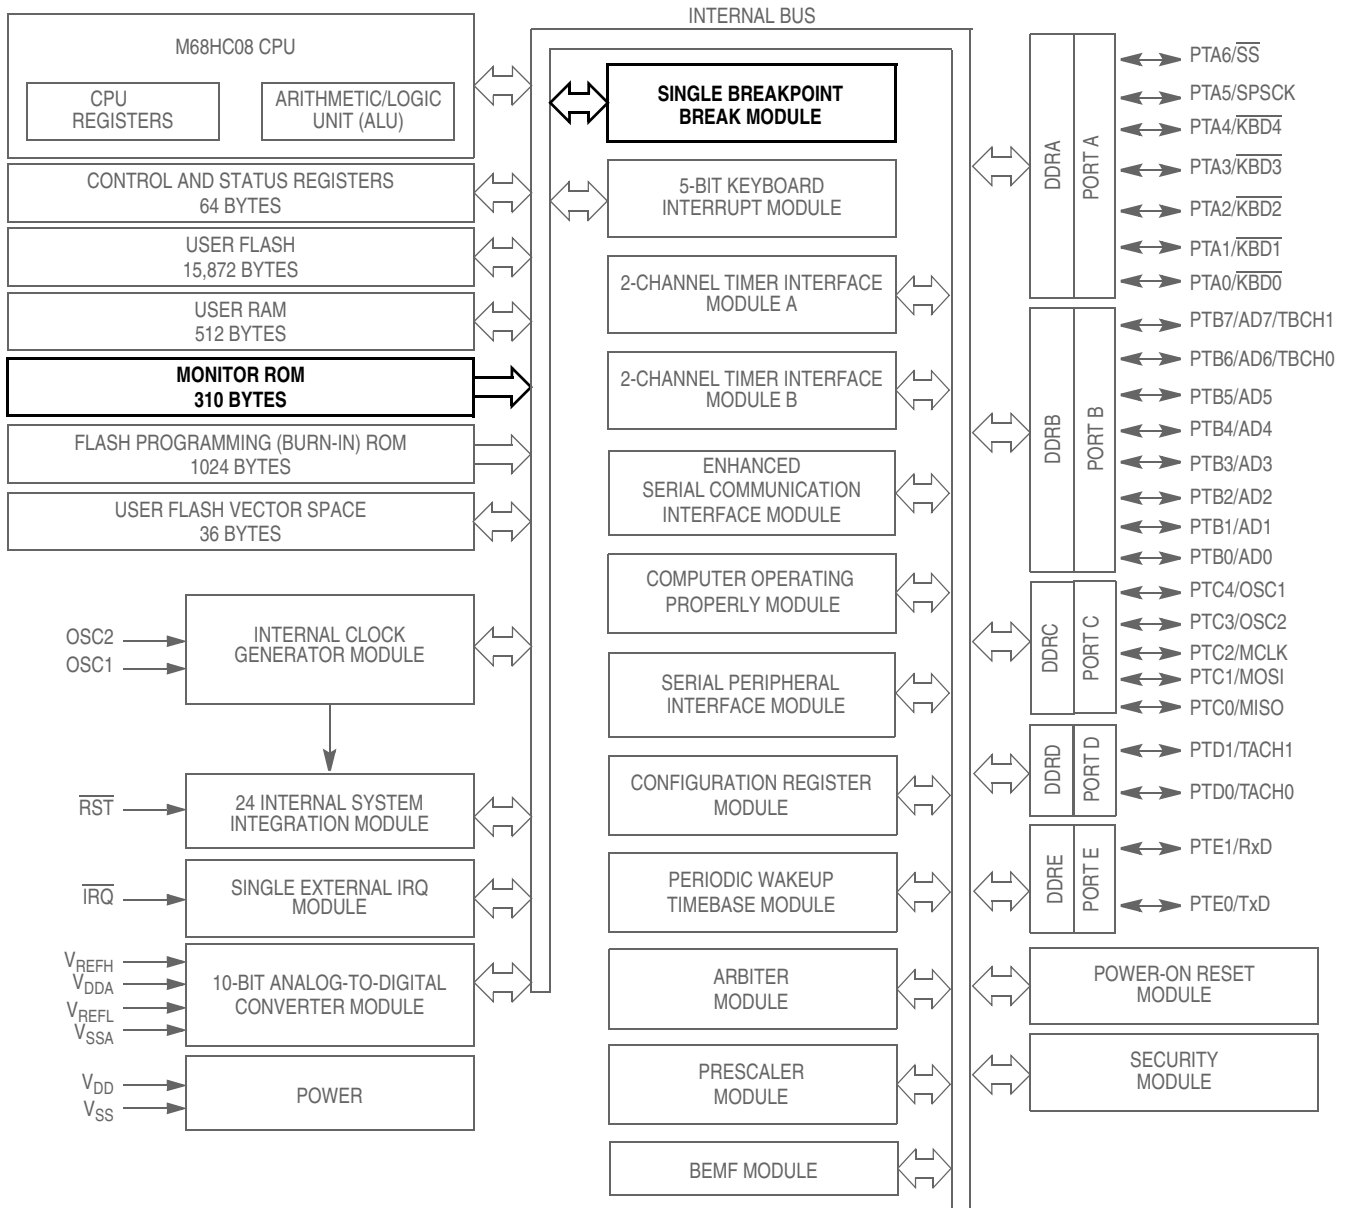 INTERNAL BUS
M68HC08 CPU
CPU
REGISTERS
ARITHMETIC/LOGIC
UNIT (ALU)
CONTROL AND STATUS REGISTERS
64 BYTES
USER FLASH
15,872 BYTES
USER RAM
512 BYTES
MONITOR ROM
310 BYTES
FLASH PROGRAMMING (BURN-IN) ROM
1024 BYTES
USER FLASH VECTOR SPACE
36 BYTES
OSC2
OSC1
INTERNAL CLOCK
GENERATOR MODULE
RST
24 INTERNAL SYSTEM
INTEGRATION MODULE
IRQ
SINGLE EXTERNAL IRQ
MODULE
VREFH
VDDA
VREFL
VSSA
10-BIT ANALOG-TO-DIGITAL
CONVERTER MODULE
VDD
VSS
POWER
SINGLE BREAKPOINT
BREAK MODULE
5-BIT KEYBOARD
INTERRUPT MODULE
2-CHANNEL TIMER INTERFACE
MODULE A
2-CHANNEL TIMER INTERFACE
MODULE B
ENHANCED
SERIAL COMMUNICATION
INTERFACE MODULE
COMPUTER OPERATING
PROPERLY MODULE
SERIAL PERIPHERAL
INTERFACE MODULE
CONFIGURATION REGISTER
MODULE
PERIODIC WAKEUP
TIMEBASE MODULE
ARBITER
MODULE
PRESCALER
MODULE
BEMF MODULE
DDRA
PORT A
PTA6/SS
PTA5/SPSCK
PTA4/KBD4
PTA3/KBD3
PTA2/KBD2
PTA1/KBD1
PTA0/KBD0
DDRB
PORT B
PTB7/AD7/TBCH1
PTB6/AD6/TBCH0
PTB5/AD5
PTB4/AD4
PTB3/AD3
PTB2/AD2
PTB1/AD1
PTB0/AD0
DDRC
PORT C
PTC4/OSC1
PTC3/OSC2
PTC2/MCLK
PTC1/MOSI
PTC0/MISO
DDRD
PORT D
PTD1/TACH1
PTD0/TACH0
DDRE
PORT E
PTE1/RxD
PTE0/TxD
POWER-ON RESET
MODULE
SECURITY
MODULE